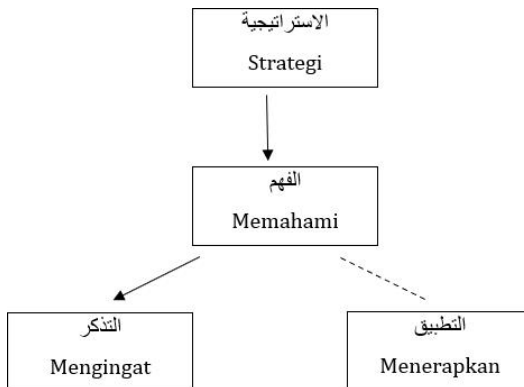 الاستراتيجية
Strategi
الفهم
Memahami
التذكر
Mengingat
التطبيق
Menerapkan